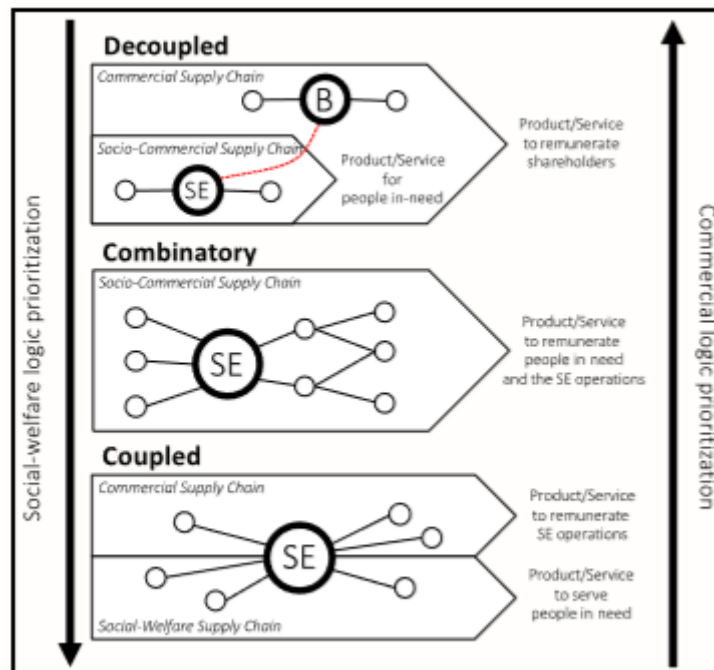 Decoupled
Commercial Supply Chain
B
Socio-Commercial Supply Chain
SE
Product/Service
for
people in-need
Product/Service
to remunerate
shareholders
Combinatory
Socio-Commercial Supply Chain
SE
Product/Service
to remunerate
people in need
and the SE operations
Coupled
Commercial Supply Chain
SE
Social-Welfare Supply Chain
Product/Service
to remunerate
SE operations
Product/Service
to serve
people in need
Social-welfare logic prioritization
Commercial logic prioritization